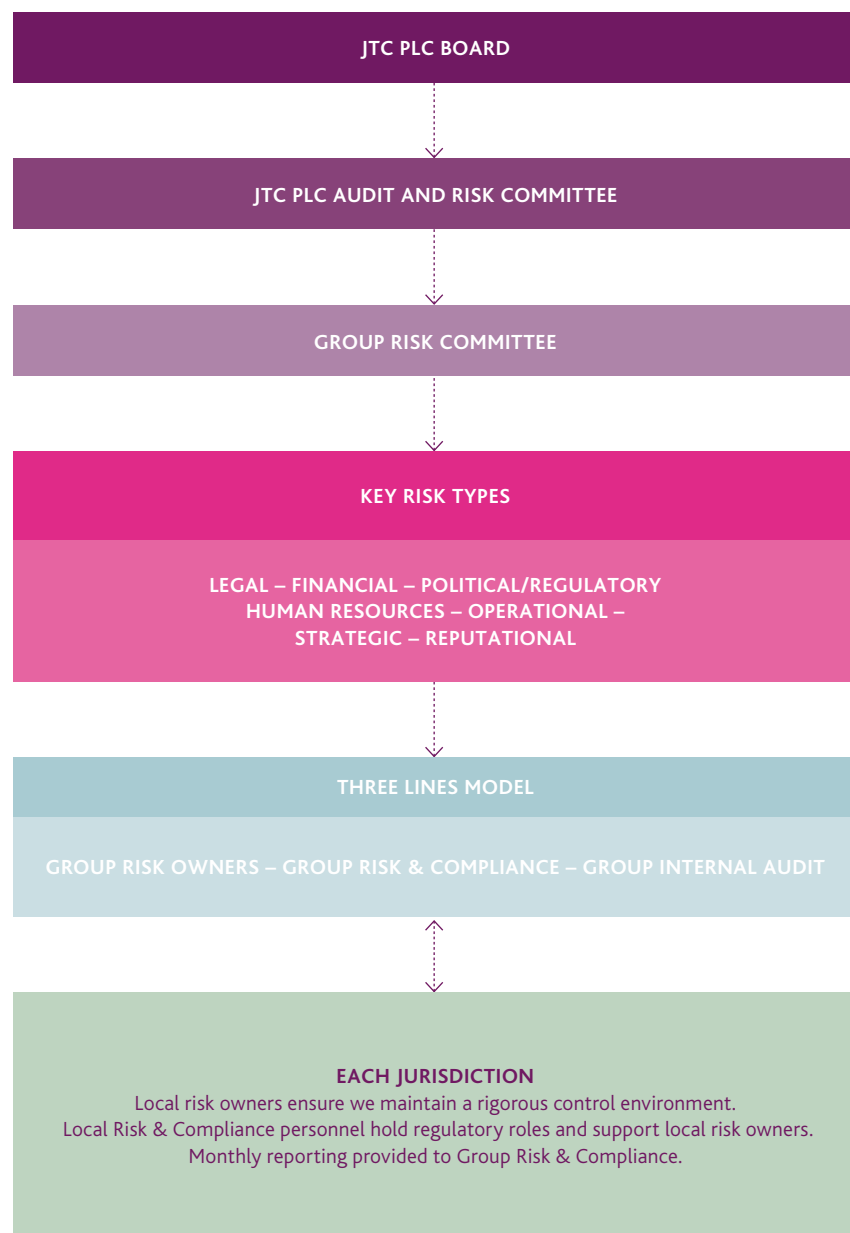 JTC PLC BOARD
JTC PLC AUDIT AND RISK COMMITTEE
GROUP RISK COMMITTEE
KEY RISK TYPES
LEGAL – FINANCIAL – POLITICAL/REGULATORY
HUMAN RESOURCES – OPERATIONAL –
STRATEGIC – REPUTATIONAL
THREE LINES MODEL
GROUP RISK OWNERS – GROUP RISK & COMPLIANCE – GROUP INTERNAL AUDIT
EACH JURISDICTION
Local risk owners ensure we maintain a rigorous control environment.
Local Risk & Compliance personnel hold regulatory roles and support local risk owners.
Monthly reporting provided to Group Risk & Compliance.